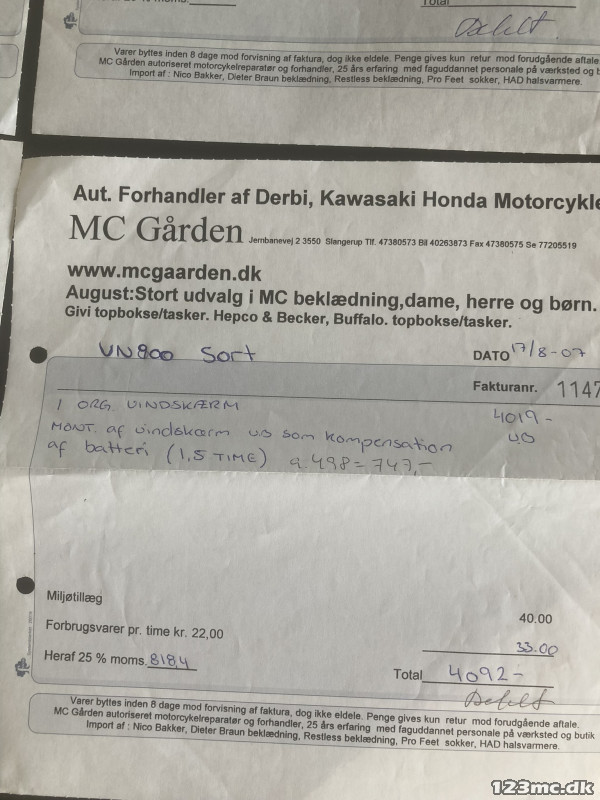 Total
Betalt
Varer byttes inden 8 dage mod forvisning af faktura, dog ikke eldele. Penge gives kun retur mod forudgående aftale.
MC Gården autoriseret motorcykelreparatør og forhandler, 25 års erfaring med faguddannet personale på værksted og b
Import af : Nico Bakker, Dieter Braun beklædning, Restless beklædning, Pro Feet sokker, HAD halsvarmere.
Aut. Forhandler af Derbi, Kawasaki Honda Motorcykle
MC Gården Jernbanevej 2 3550 Slangerup Tlf. 47380573 Bil 40263873 Fax 47380575 Se 77205519
www.mcgaarden.dk
August:Stort udvalg i MC beklædning,dame, herre og børn.
Givi topbokse/tasker. Hepco & Becker, Buffalo. topbokse/tasker.
VN800 Sort DATO 17/8-07
Fakturanr. 1147
1 ORG. VINDSKÆRM 4019-
MONT. af vindskærm U.B som kompensation U.B
af batteri (1,5 TIME) a 498 = 747,-
Miljøtillæg 40.00
Forbrugsvarer pr. time kr. 22,00 33.00
Heraf 25 % moms. 818,4 Total 4092-
Betalt
Varer byttes inden 8 dage mod forvisning af faktura, dog ikke eldele. Penge gives kun retur mod forudgående aftale.
MC Gården autoriseret motorcykelreparatør og forhandler, 25 års erfaring med faguddannet personale på værksted og butik
Import af : Nico Bakker, Dieter Braun beklædning, Restless beklædning, Pro Feet sokker, HAD halsvarmere.
123mc.dk